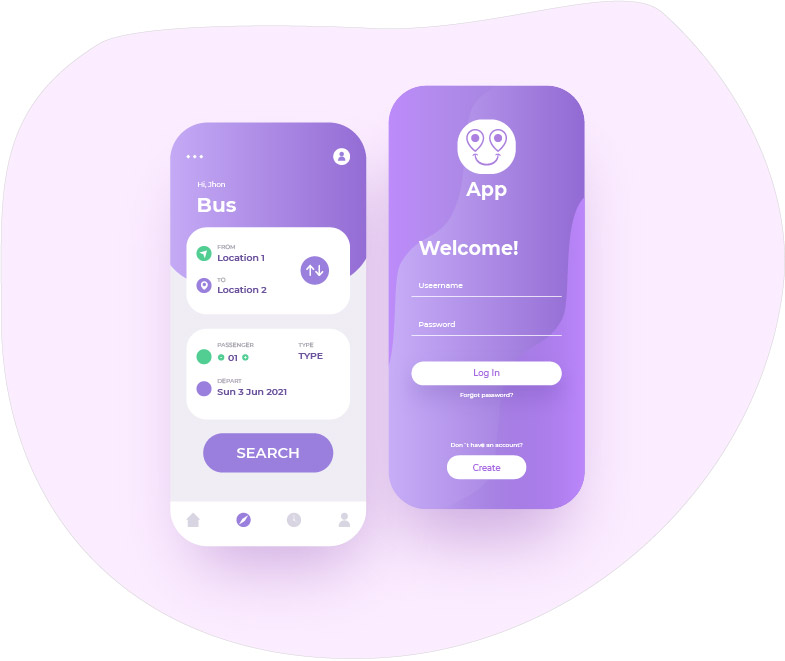 Hi, Jhon
Bus
FROM
Location 1
TO
Location 2
PASSENGER
01
TYPE
TYPE
DEPART
Sun 3 Jun 2021
SEARCH
App
Welcome!
Useername
Password
Log In
Forgot password?
Don´t have an account?
Create